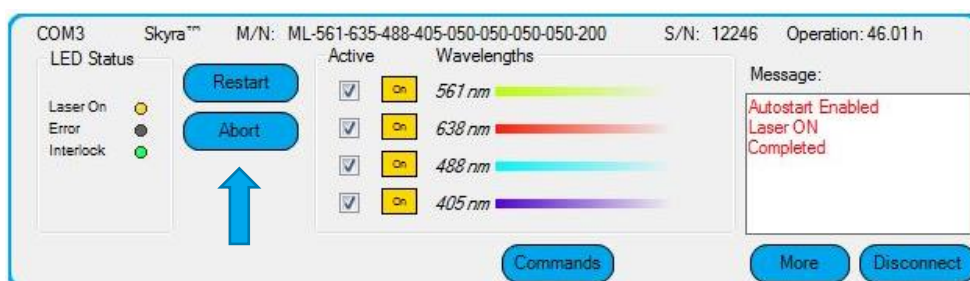 COM3 Skyra™ M/N: ML-561-635-488-405-050-050-050-050-200 S/N: 12246 Operation: 46.01 h
LED Status
Laser On
Error
Interlock
Restart
Abort
Active Wavelengths
On 561 nm
On 638 nm
On 488 nm
On 405 nm
Message:
Autostart Enabled
Laser ON
Completed
Commands
More
Disconnect